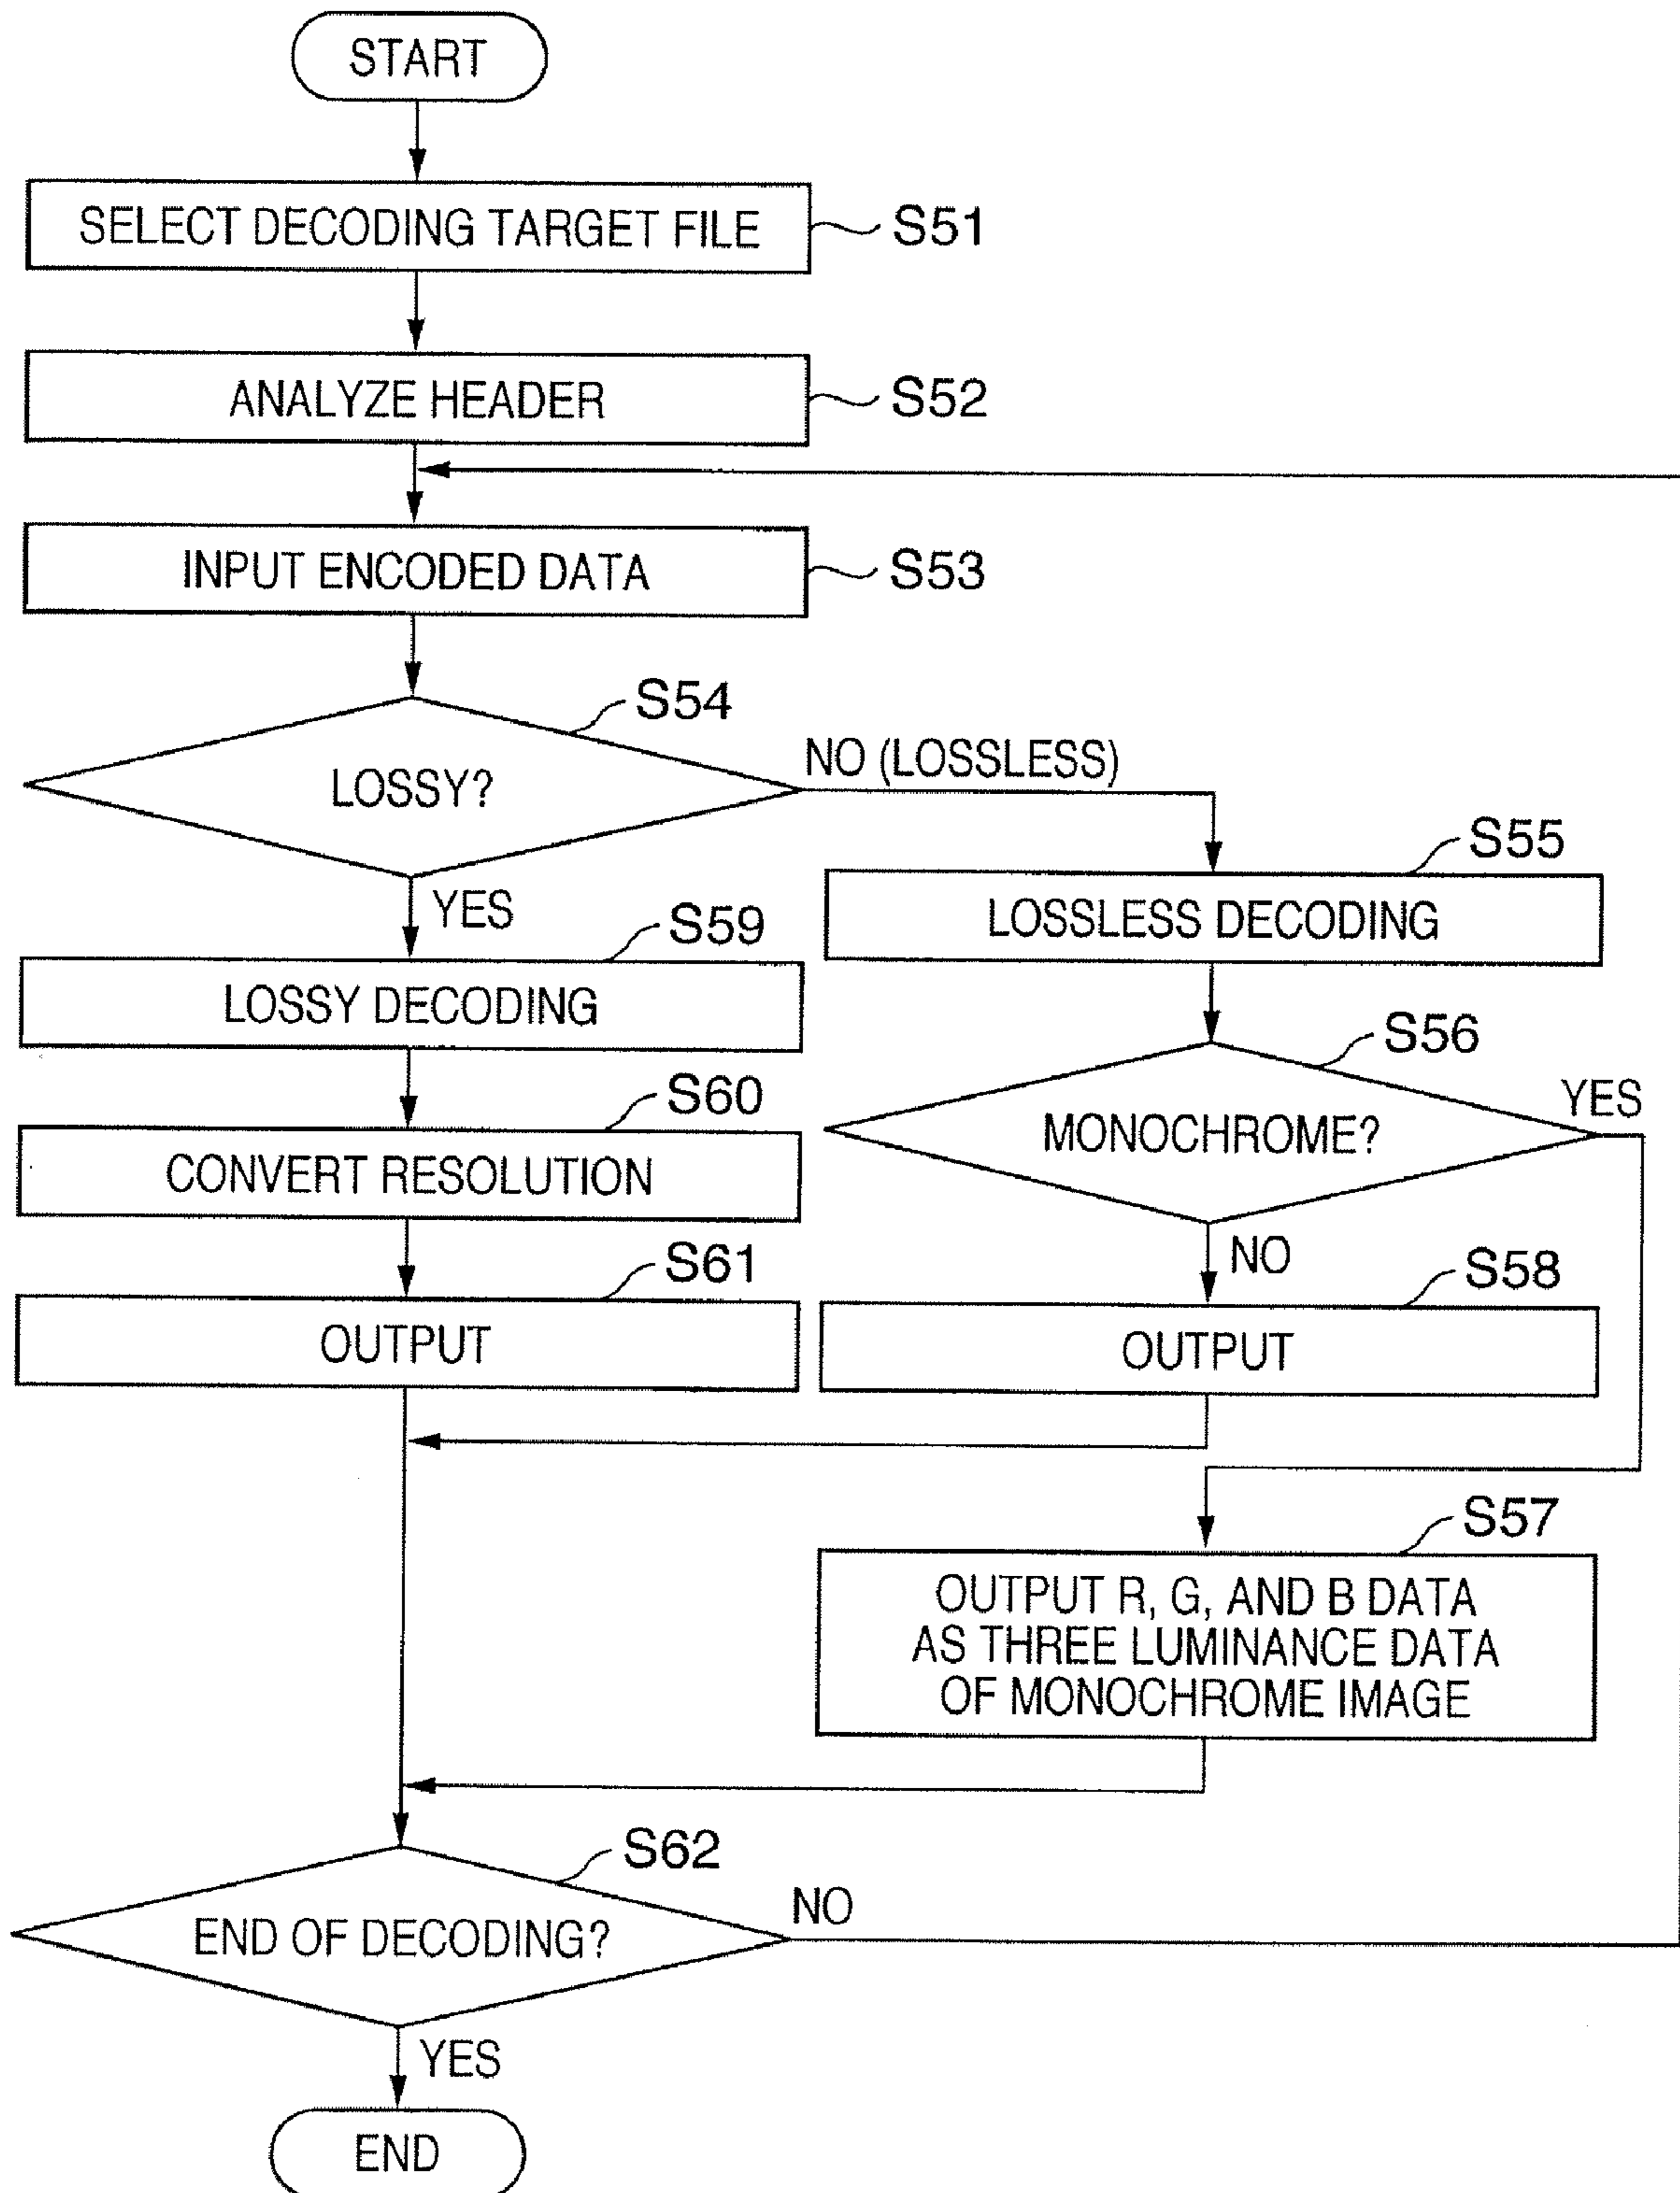 START
SELECT DECODING TARGET FILE
S51
ANALYZE HEADER
S52
INPUT ENCODED DATA
S53
S54
LOSSY?
NO (LOSSLESS)
YES
S55
LOSSLESS DECODING
S59
LOSSY DECODING
S56
MONOCHROME?
YES
NO
S60
CONVERT RESOLUTION
S61
OUTPUT
S58
OUTPUT
S57
OUTPUT R, G, AND B DATA
AS THREE LUMINANCE DATA
OF MONOCHROME IMAGE
S62
END OF DECODING?
NO
YES
END